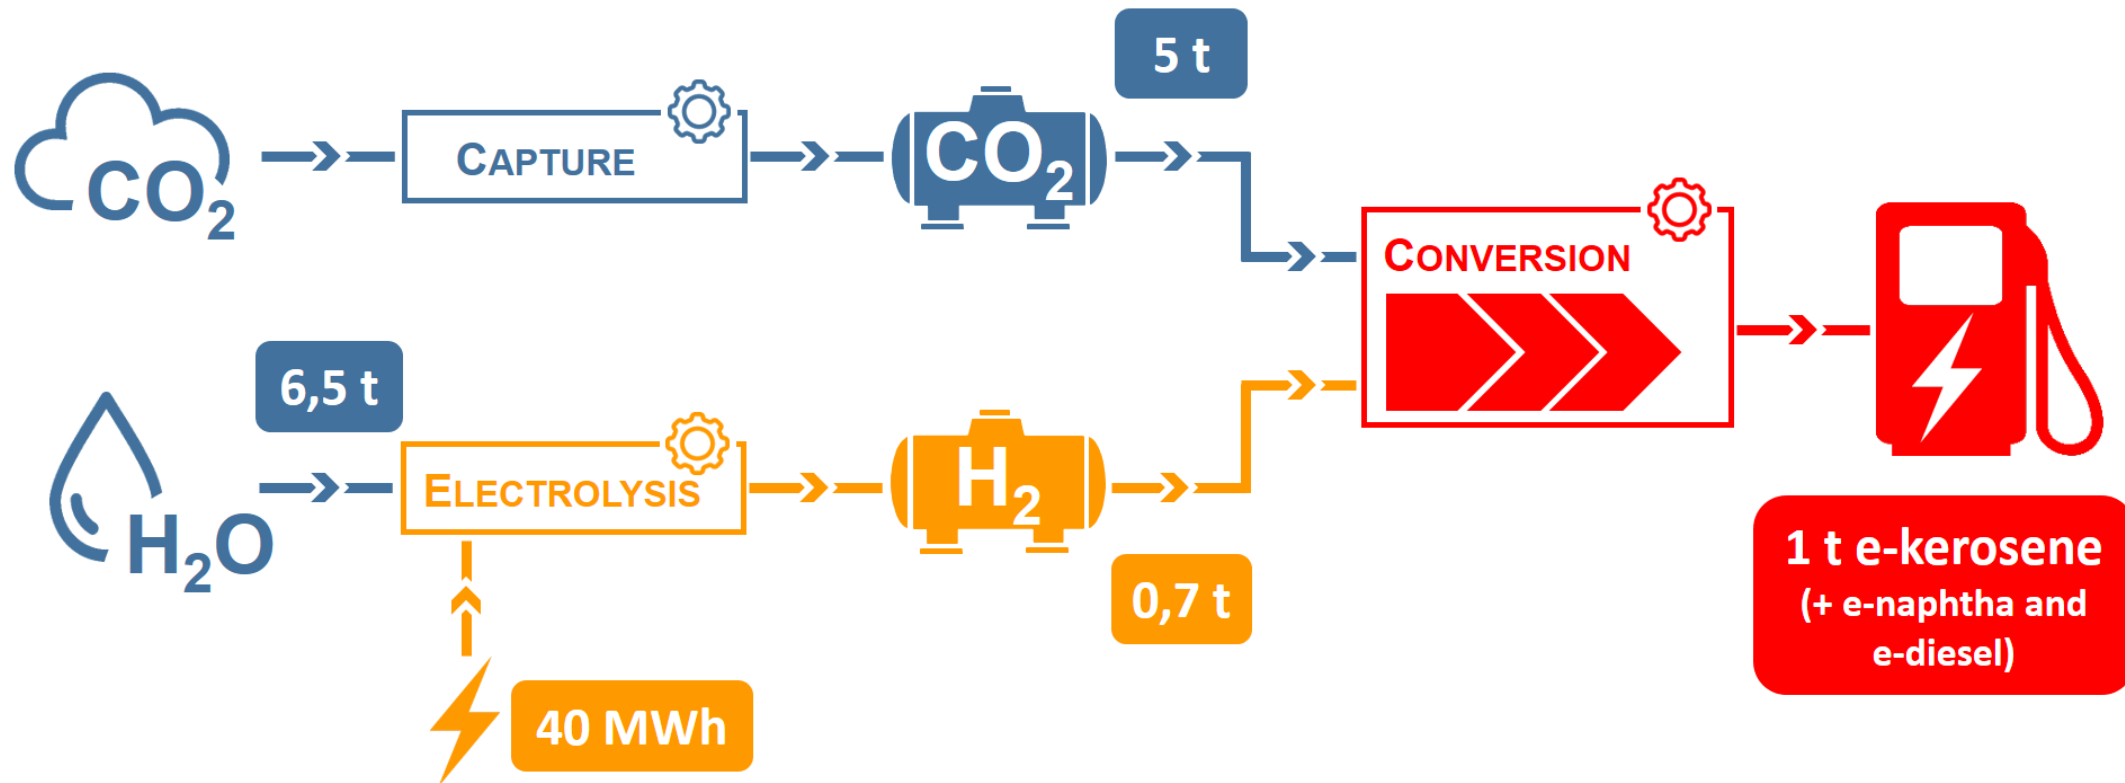 5 t
CO₂
CAPTURE
CO₂
CONVERSION
6,5 t
H₂O
ELECTROLYSIS
H₂
0,7 t
40 MWh
1 t e-kerosene
(+ e-naphtha and
e-diesel)